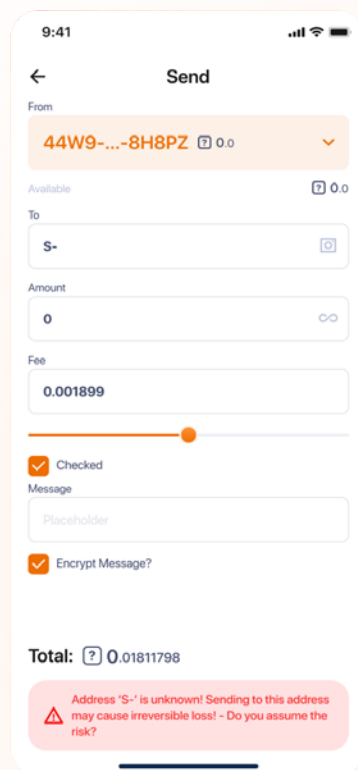 9:41
Send
From
44W9-...-8H8PZ ? 0.0
Available ? 0.0
To
S-
Amount
0
Fee
0.001899
Checked
Message
Placeholder
Encrypt Message?
Total: ? 0.01811798
Address ‘S-’ is unknown! Sending to this address
may cause irreversible loss! - Do you assume the
risk?